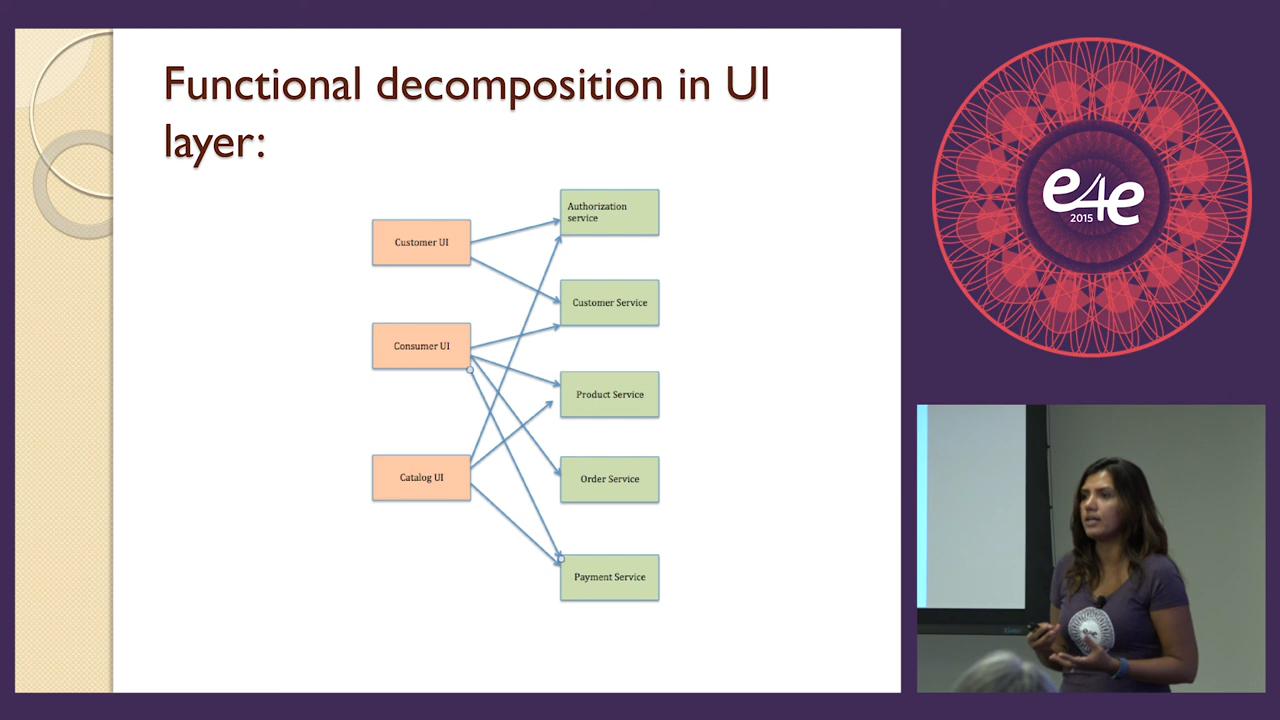 Functional decomposition in UI
layer:
Authorization
service
Customer UI
Customer Service
Consumer UI
Product Service
Catalog UI
Order Service
Payment Service
e4e
2015
e4e